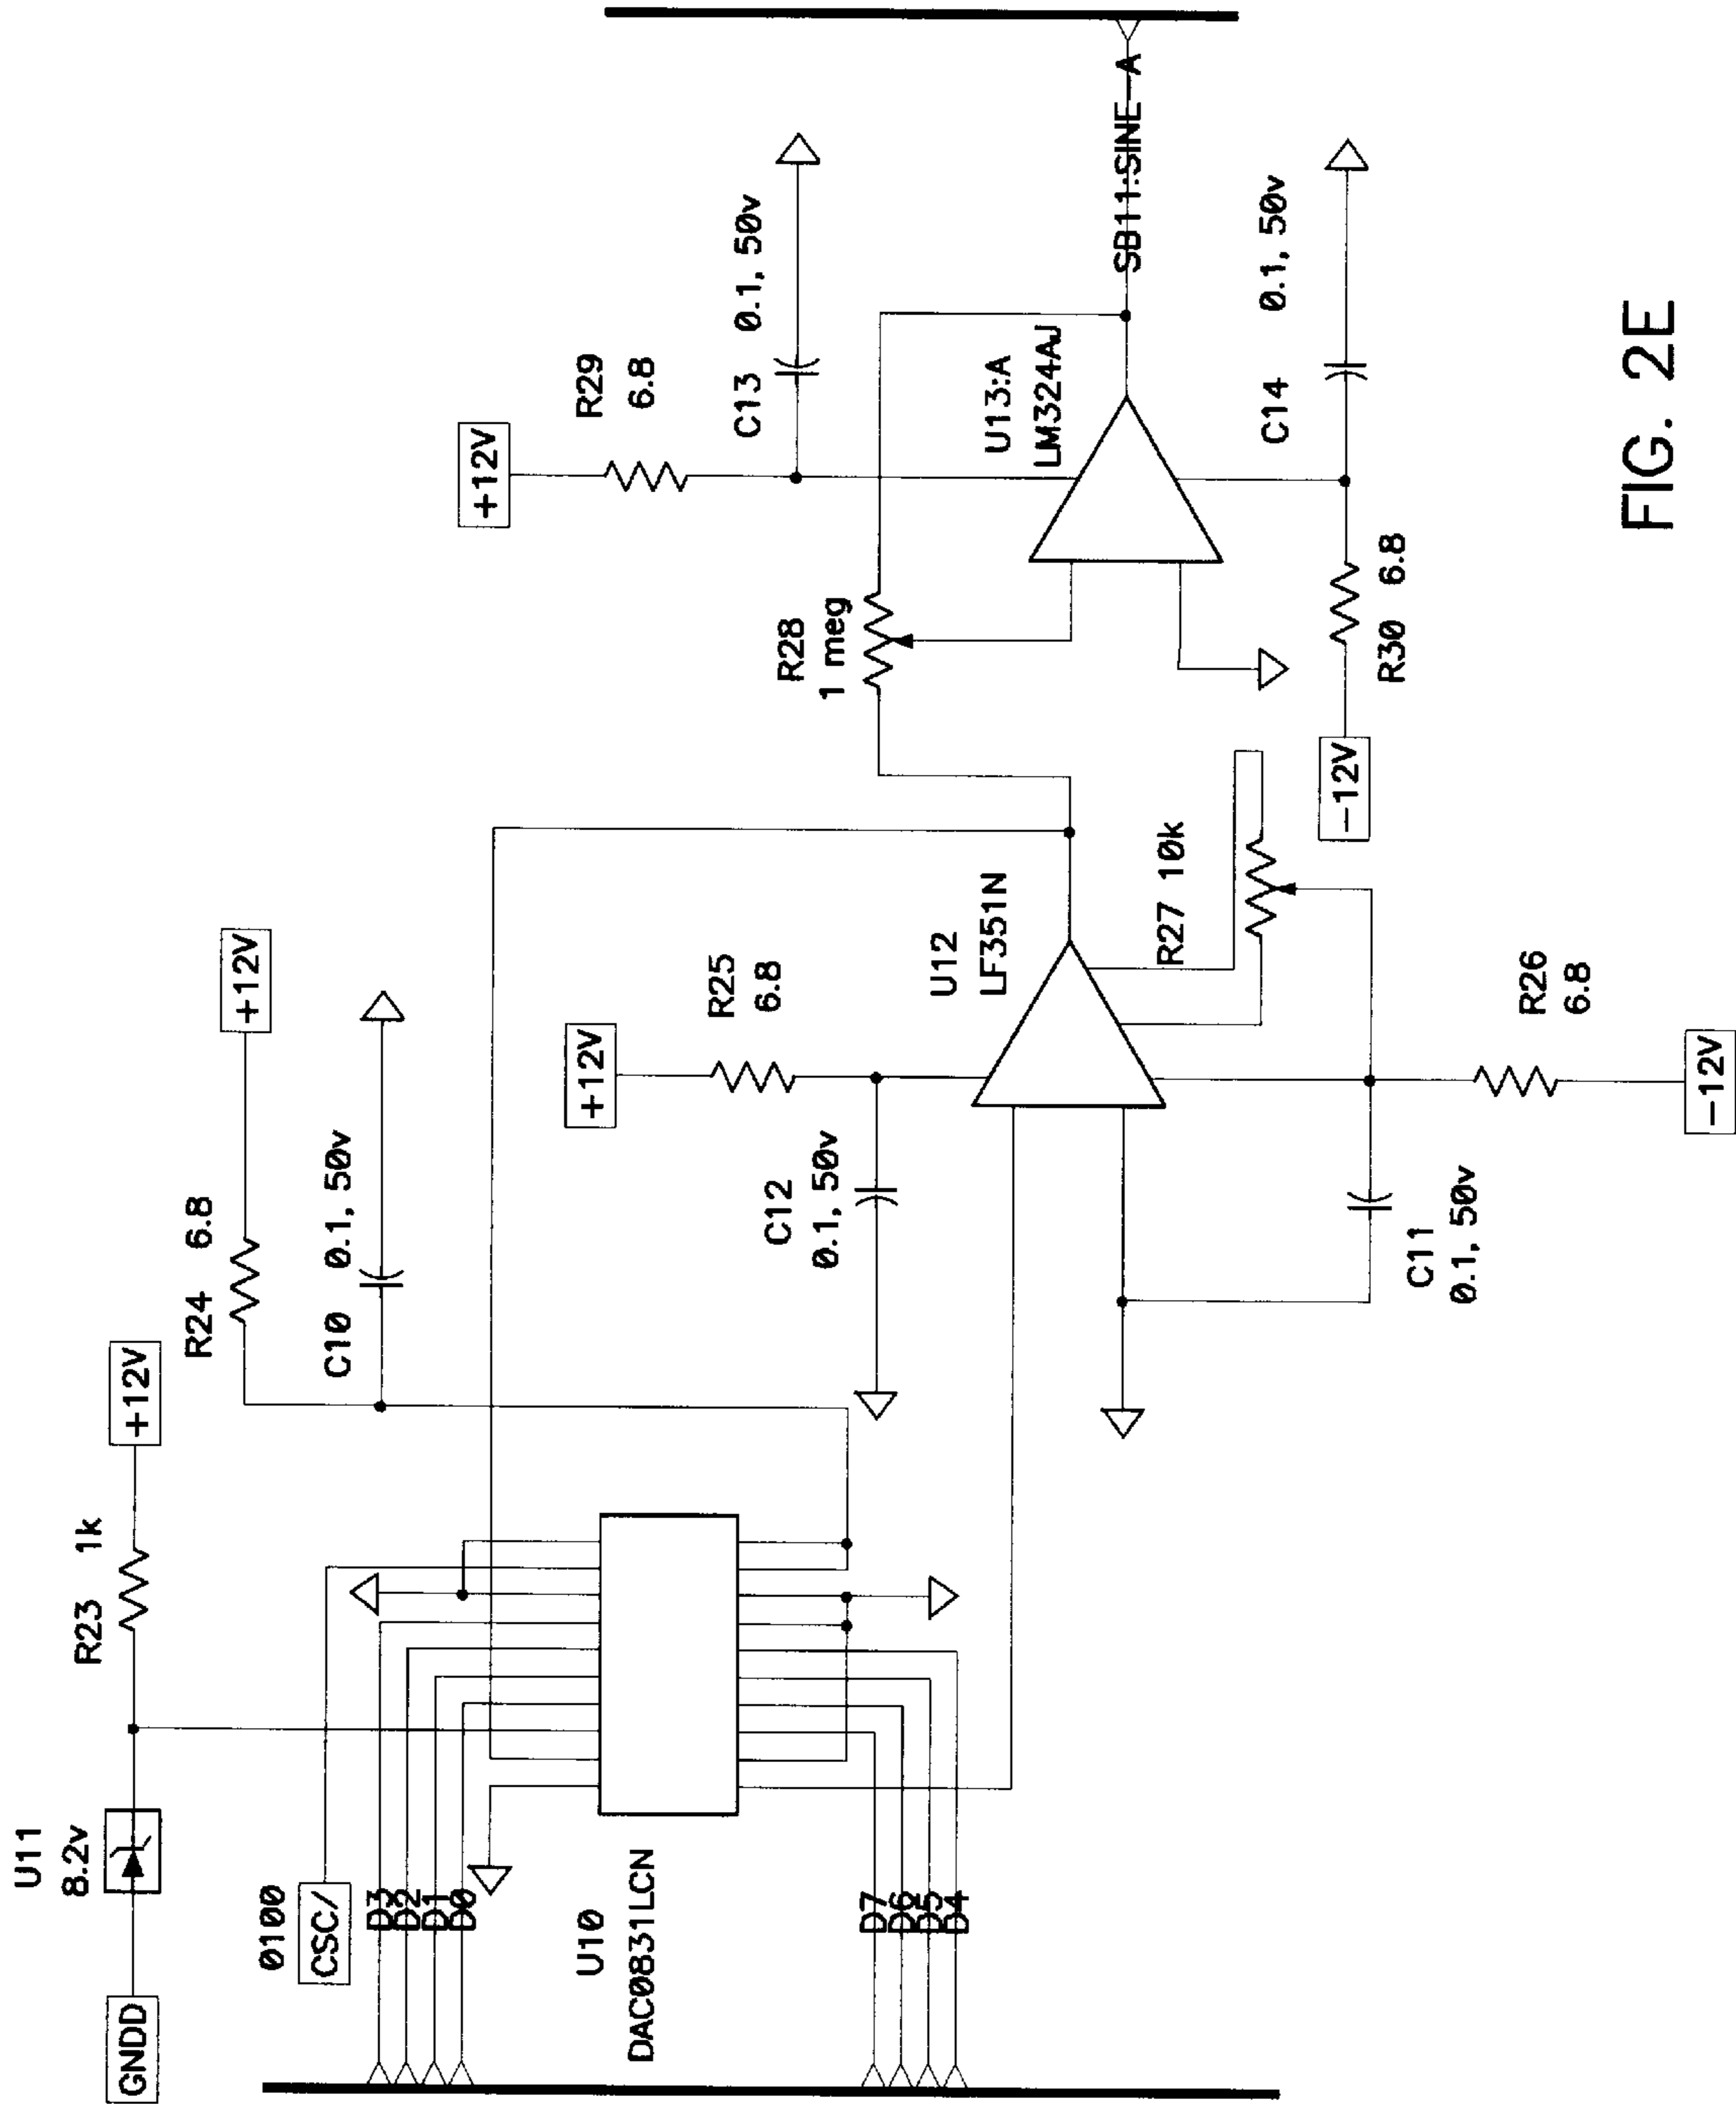 GNDD
U11
8.2v
R23 1k
+12V
R24 6.8
+12V
C10 0.1, 50v
0100
CSC/
D3
D2
D1
D0
U10
DAC0831LCN
D7
D6
D5
D4
+12V
R25
6.8
C12
0.1, 50v
U12
LF351N
R27 10k
C11
0.1, 50v
R26
6.8
-12V
+12V
R29
6.8
C13 0.1, 50v
R28
1 meg
U13:A
LM324AJ
SB11:SINE-A
C14 0.1, 50v
R30 6.8
-12V
FIG. 2E